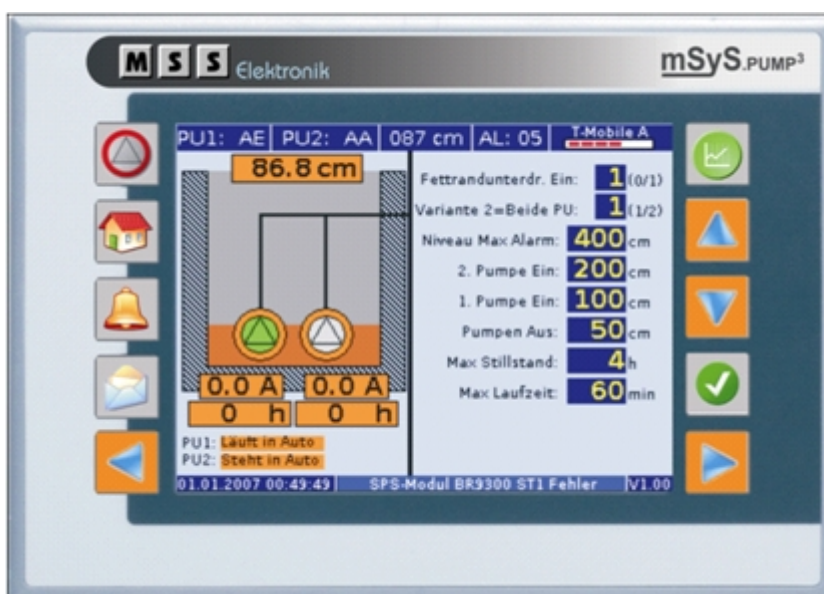 MSS Elektronik
mSyS.PUMP³
PU1: AE PU2: AA 087 cm AL: 05 T-Mobile A
86.8 cm
Fettrandunterdr. Ein: 1 (0/1)
Variante 2=Beide PU: 1 (1/2)
Niveau Max Alarm: 400 cm
2. Pumpe Ein: 200 cm
1. Pumpe Ein: 100 cm
Pumpen Aus: 50 cm
Max Stillstand: 4 h
Max Laufzeit: 60 min
0.0 A 0.0 A
0 h 0 h
PU1: Läuft in Auto
PU2: Steht in Auto
01.01.2007 00:49:49 SPS-Modul BR9300 ST1 Fehler V1.00